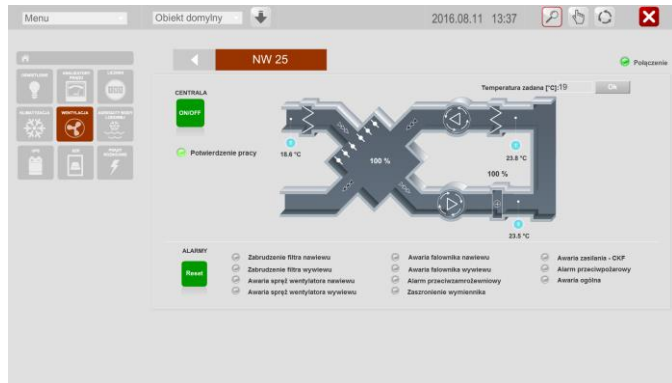 Menu
Obiekt domylny
2016.08.11 13:37
NW 25
Połączenie
CENTRALA
Temperatura zadana [°C]:19
Ok
ON/OFF
WENTYLACJA
Potwierdzenie pracy
18.6 °C
100 %
23.8 °C
100 %
23.5 °C
ALARMY
Reset
Zabrudzenie filtra nawiewu
Zabrudzenie filtra wywiewu
Awaria spręż wentylatora nawiewu
Awaria spręż wentylatora wywiewu
Awaria falownika nawiewu
Awaria falownika wywiewu
Alarm przeciwzamrożewniowy
Zaszronienie wymiennika
Awaria zasilania - CKF
Alarm przeciwpożarowy
Awaria ogólna